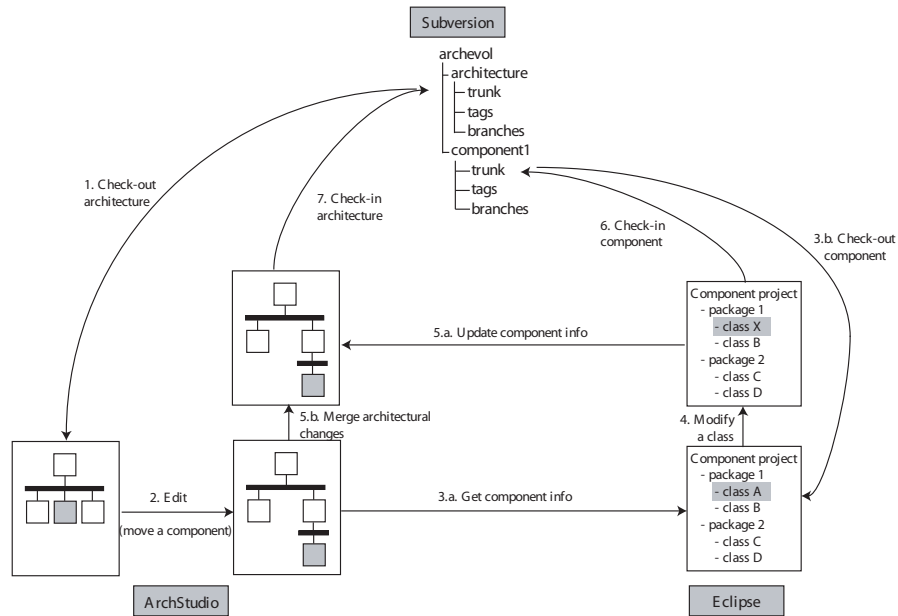 Subversion
archevol
architecture
trunk
tags
branches
component1
trunk
tags
branches
1. Check-out
architecture
7. Check-in
architecture
6. Check-in
component
3.b. Check-out
component
Component project
- package 1
- class X
- class B
- package 2
- class C
- class D
5.a. Update component info
5.b. Merge architectural
changes
4. Modify
a class
2. Edit
(move a component)
3.a. Get component info
Component project
- package 1
- class A
- class B
- package 2
- class C
- class D
ArchStudio
Eclipse